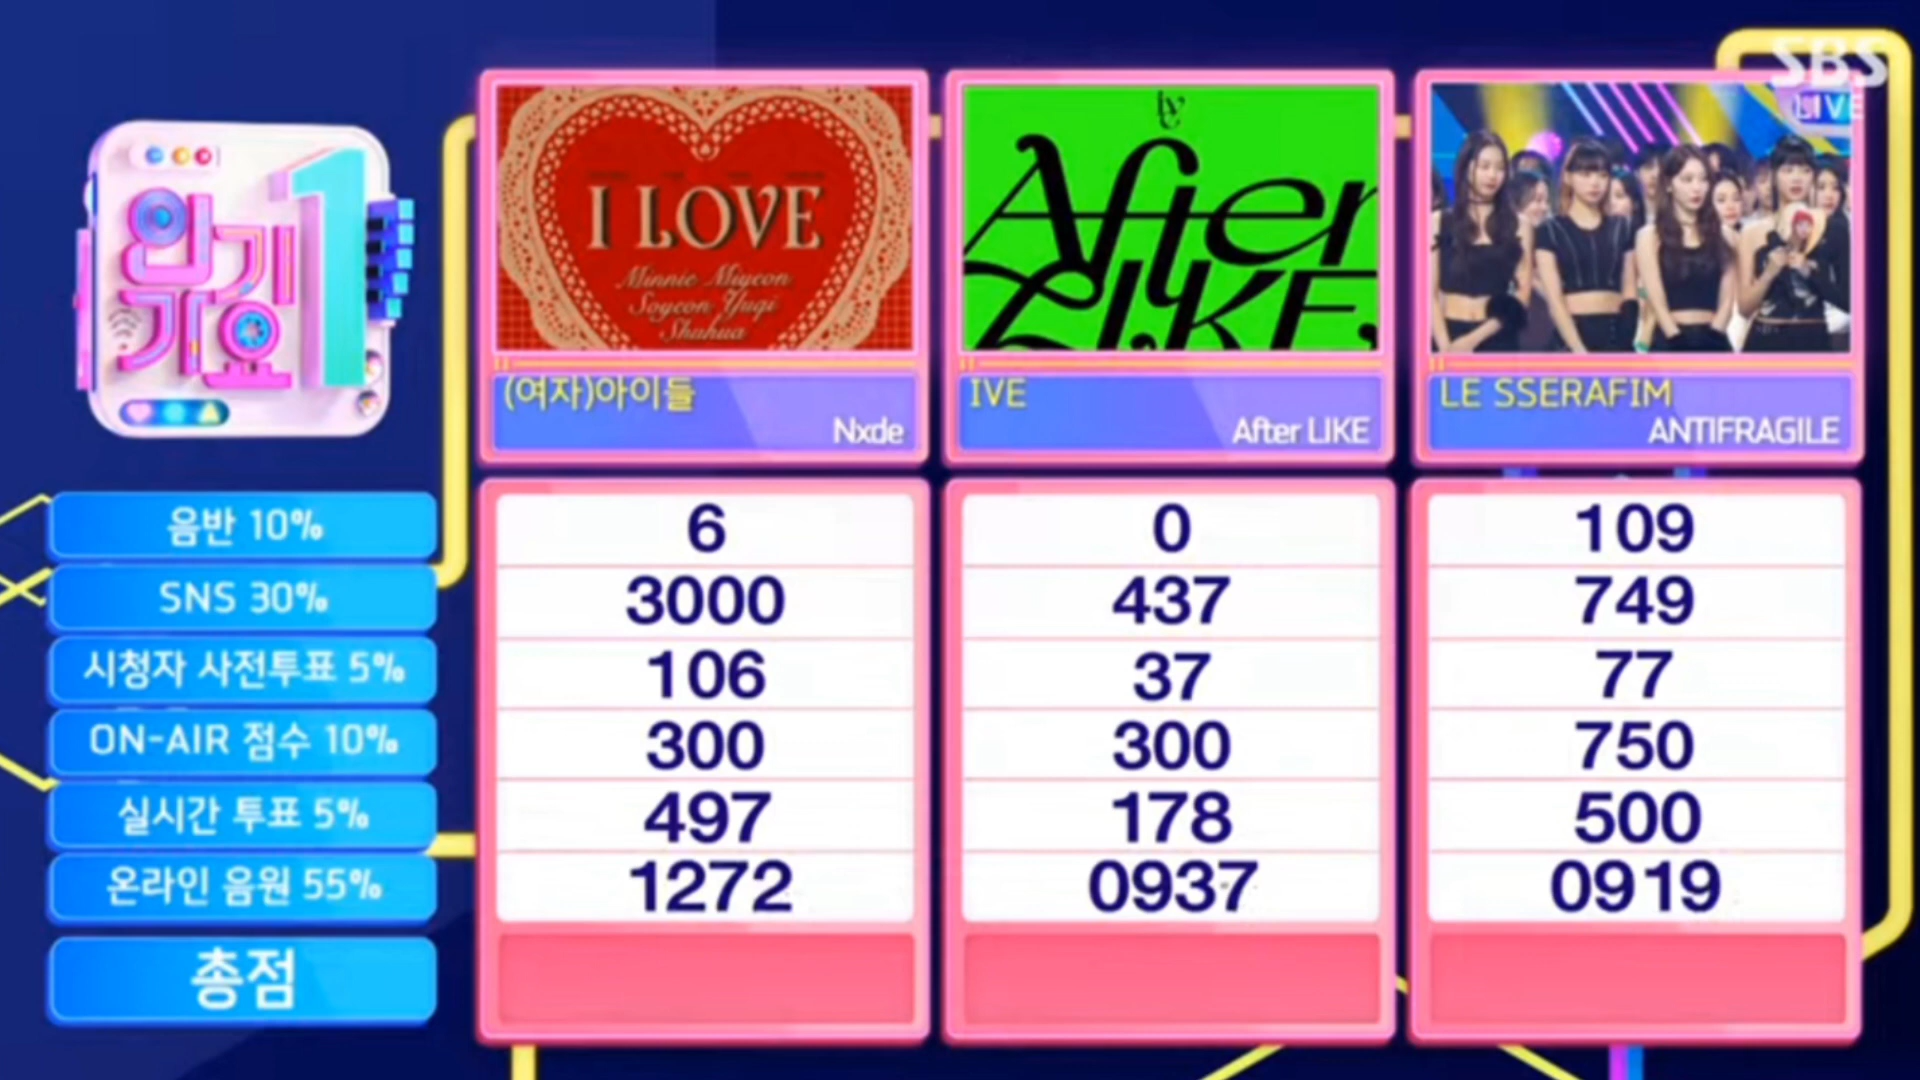 SBS
LIVE
인기가요
1
I LOVE
Minnie Miyeon
Soyeon Yuqi
Shuhua
After
LIKE
(여자)아이들
Nxde
IVE
After LIKE
LE SSERAFIM
ANTIFRAGILE
음반 10% 6 0 109
SNS 30% 3000 437 749
시청자 사전투표 5% 106 37 77
ON-AIR 점수 10% 300 300 750
실시간 투표 5% 497 178 500
온라인 음원 55% 1272 0937 0919
총점